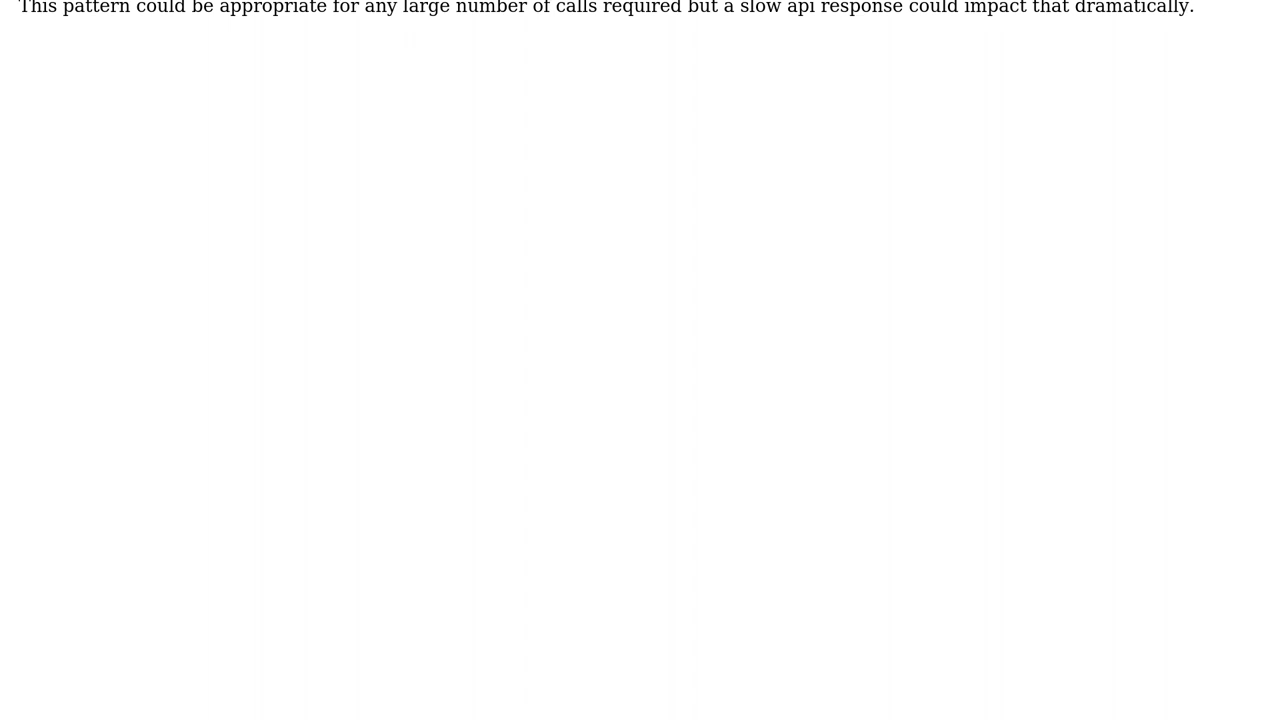 This pattern could be appropriate for any large number of calls required but a slow api response could impact that dramatically.